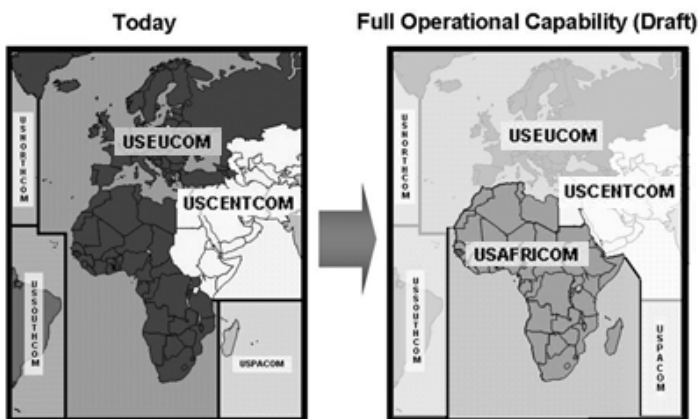 Today
Full Operational Capability (Draft)
USNORTHCOM
USEUCOM
USCENTCOM
USSOUTHCOM
USPACOM
USNORTHCOM
USEUCOM
USCENTCOM
USAFRICOM
USSOUTHCOM
USPACOM